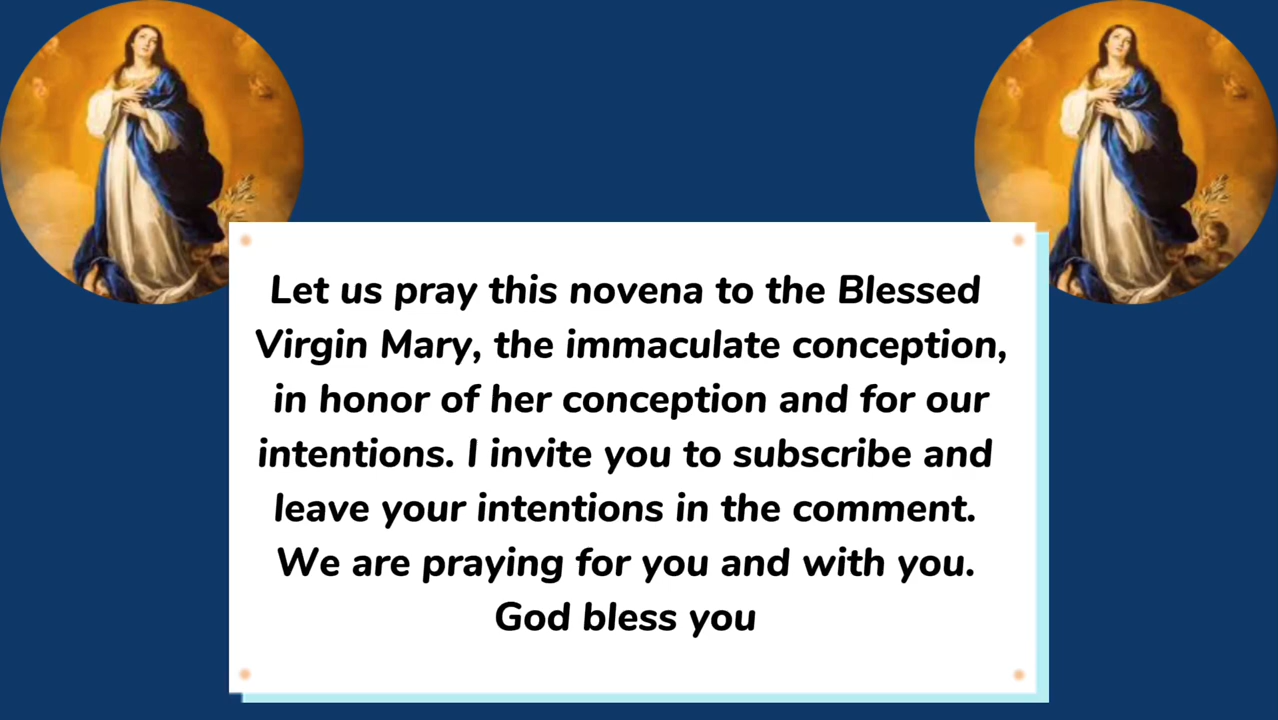 Let us pray this novena to the Blessed
Virgin Mary, the immaculate conception,
in honor of her conception and for our
intentions. I invite you to subscribe and
leave your intentions in the comment.
We are praying for you and with you.
God bless you